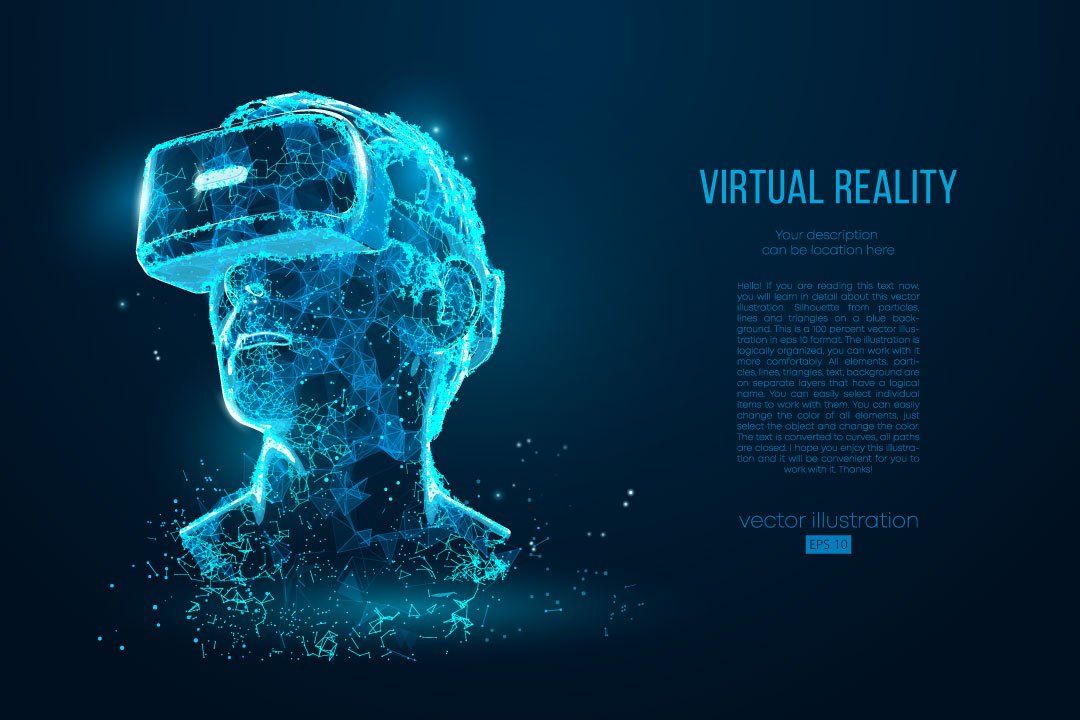 VIRTUAL REALITY
Your description
can be location here
Hello! If you are reading this text now,
you will learn in detail about this vector
illustration. Silhouette from particles,
lines and triangles on a blue back-
ground. This is a 100 percent vector illus-
tration in eps 10 format. The illustration is
logically organized, you can work with it
more comfortably. All elements, parti-
cles, lines, triangles, text, background are
on separate layers that have a logical
name. You can easily select individual
items to work with them. You can easily
change the color of all elements, just
select the object and change the color.
The text is converted to curves, all paths
are closed. I hope you enjoy this illustra-
tion and it will be convenient for you to
work with it. Thanks!
vector illustration
EPS 10